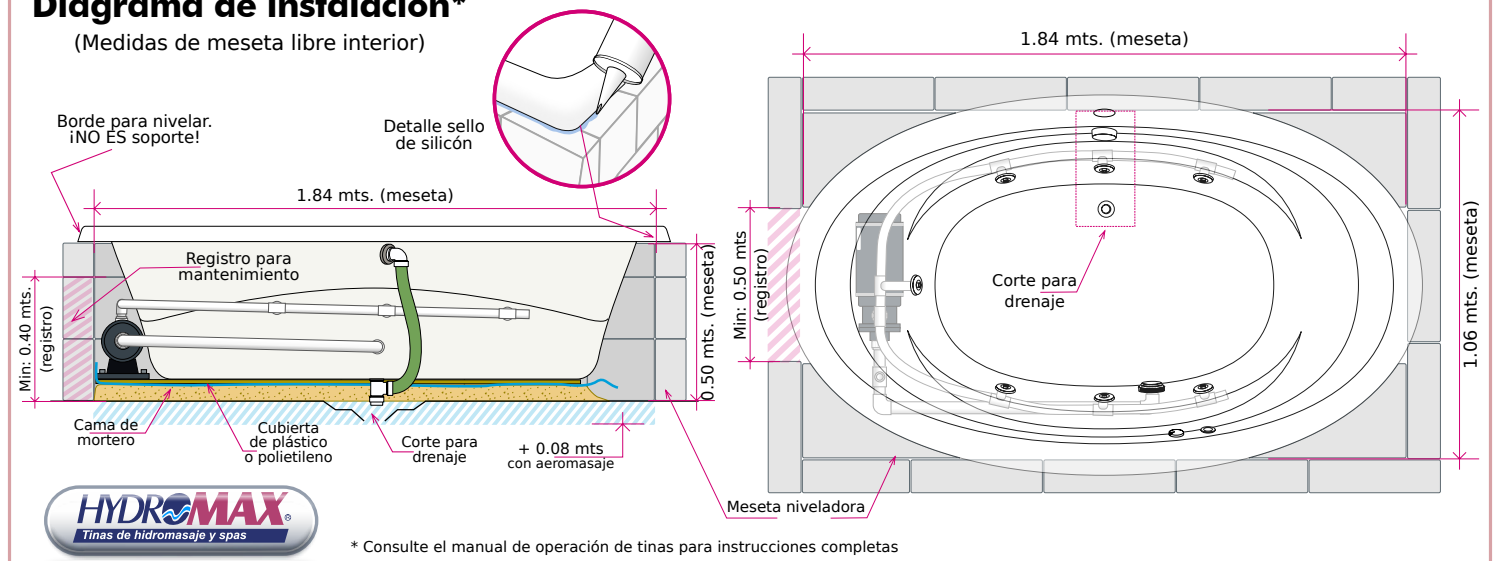 Diagrama de instalación*
(Medidas de meseta libre interior)
Borde para nivelar.
¡NO ES soporte!
Detalle sello
de silicón
1.84 mts. (meseta)
Registro para
mantenimiento
Min: 0.40 mts.
(registro)
0.50 mts. (meseta)
Cama de
mortero
Cubierta
de plástico
o polietileno
Corte para
drenaje
+ 0.08 mts
con aeromasaje
1.84 mts. (meseta)
Min: 0.50 mts
(registro)
Corte para
drenaje
1.06 mts. (meseta)
Meseta niveladora
HYDROMAX®
Tinas de hidromasaje y spas
* Consulte el manual de operación de tinas para instrucciones completas